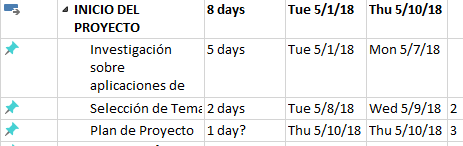 INICIO DEL PROYECTO 8 days Tue 5/1/18 Thu 5/10/18
Investigación sobre aplicaciones de 5 days Tue 5/1/18 Mon 5/7/18
Selección de Tema 2 days Tue 5/8/18 Wed 5/9/18 2
Plan de Proyecto 1 day? Thu 5/10/18 Thu 5/10/18 3